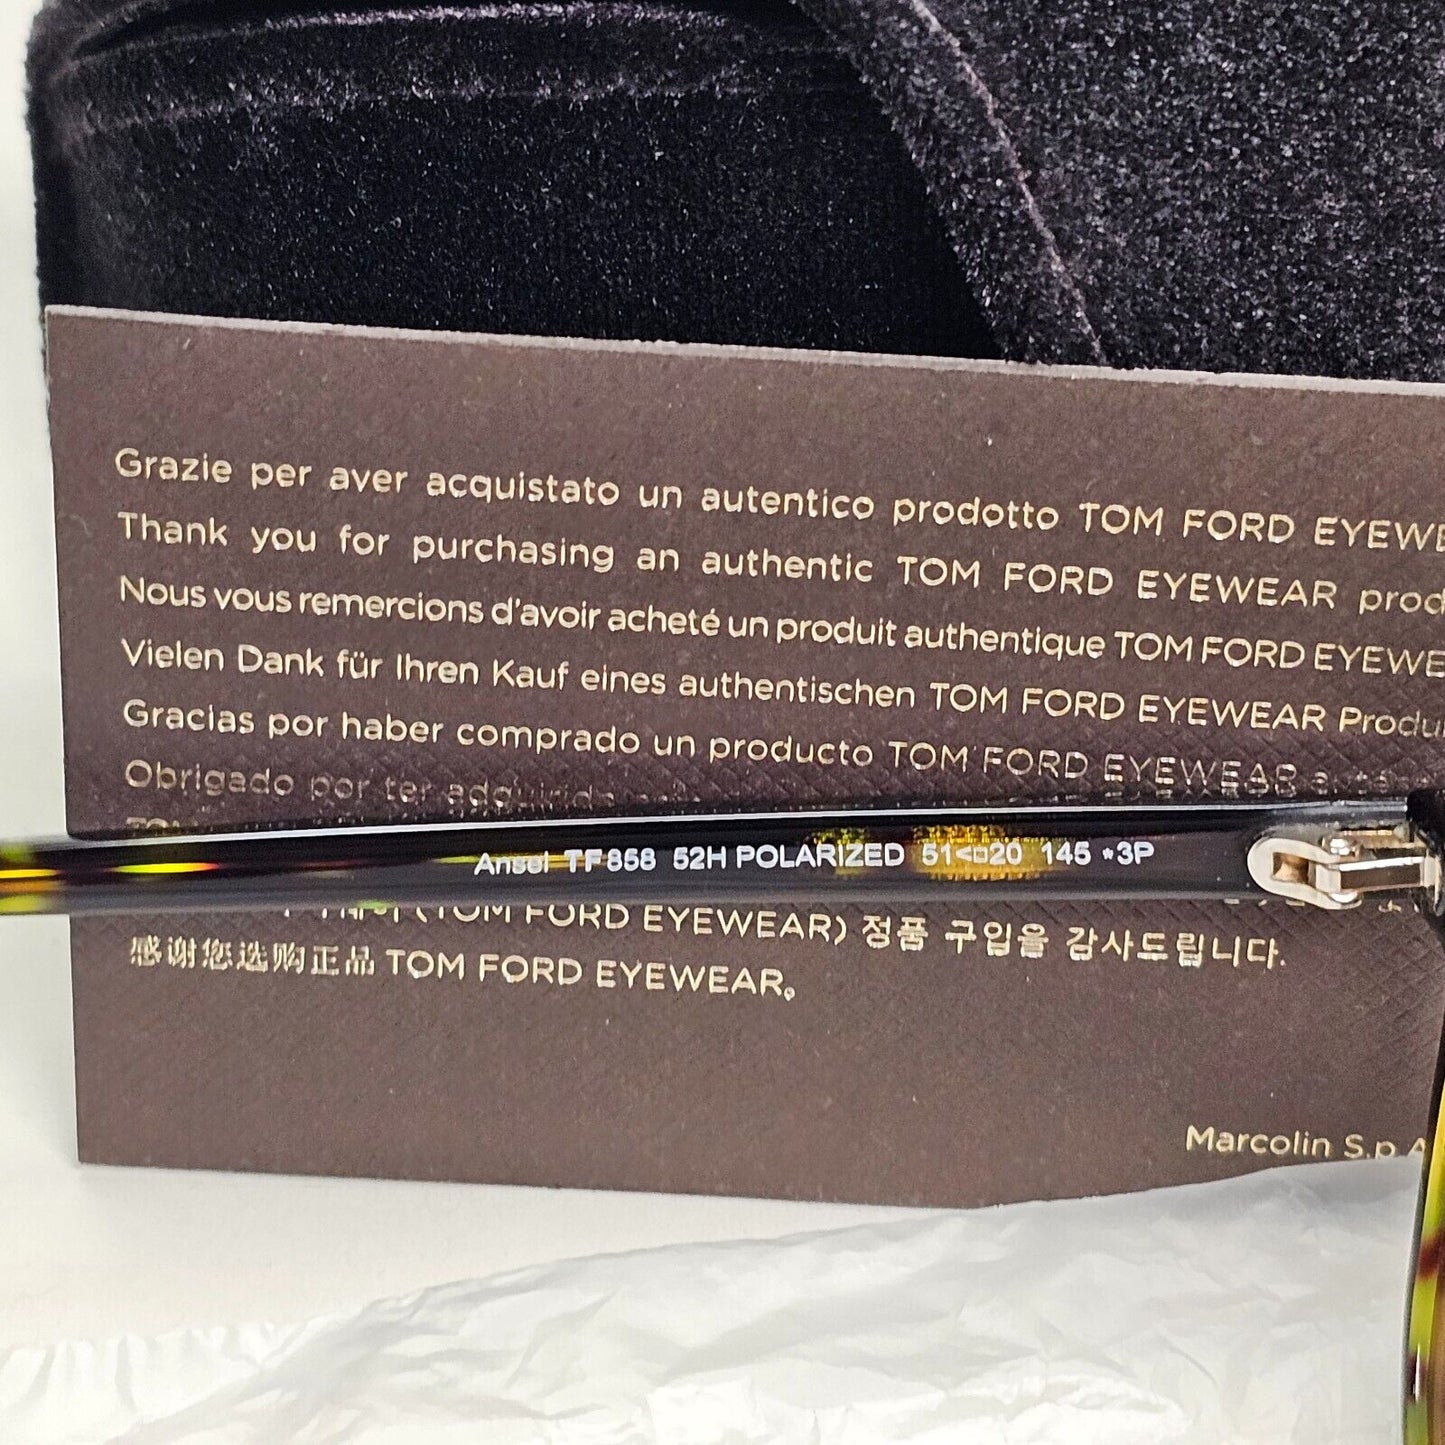 Grazie per aver acquistato un autentico prodotto TOM FORD EYEWE
Thank you for purchasing an authentic TOM FORD EYEWEAR prod
Nous vous remercions d'avoir acheté un produit authentique TOM FORD EYEWE
Vielen Dank für Ihren Kauf eines authentischen TOM FORD EYEWEAR Produ
Gracias por haber comprado un producto TOM FORD EYEWEAR
Obrigado por ter adquirido
Ansel TF858 52H POLARIZED 51<□20 145 *3P
(TOM FORD EYEWEAR) 정품 구입을 감사드립니다.
感谢您选购正品 TOM FORD EYEWEAR。
Marcolin S.p.A